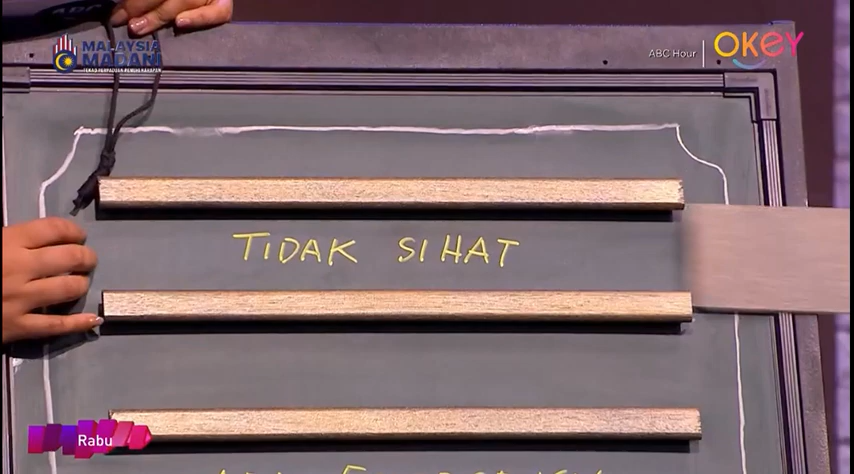 MALAYSIA
MADANI
ABC Hour
OKEY
TIDAK SIHAT
Rabu